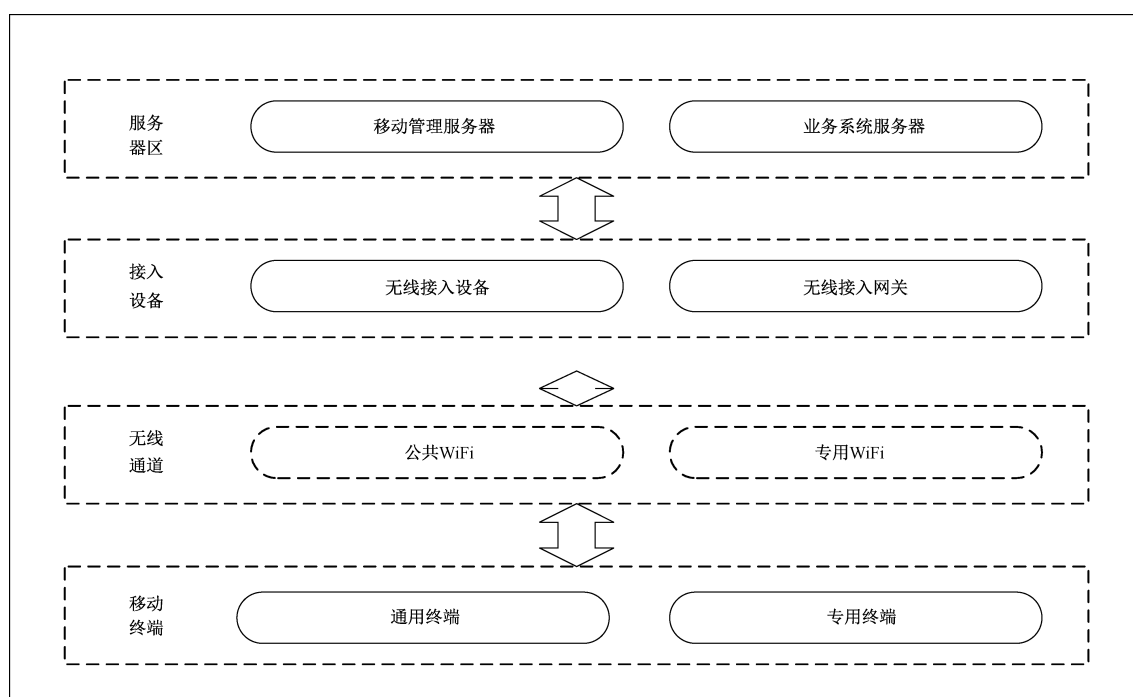 服务
器区
移动管理服务器
业务系统服务器
接入
设备
无线接入设备
无线接入网关
无线
通道
公共WiFi
专用WiFi
移动
终端
通用终端
专用终端